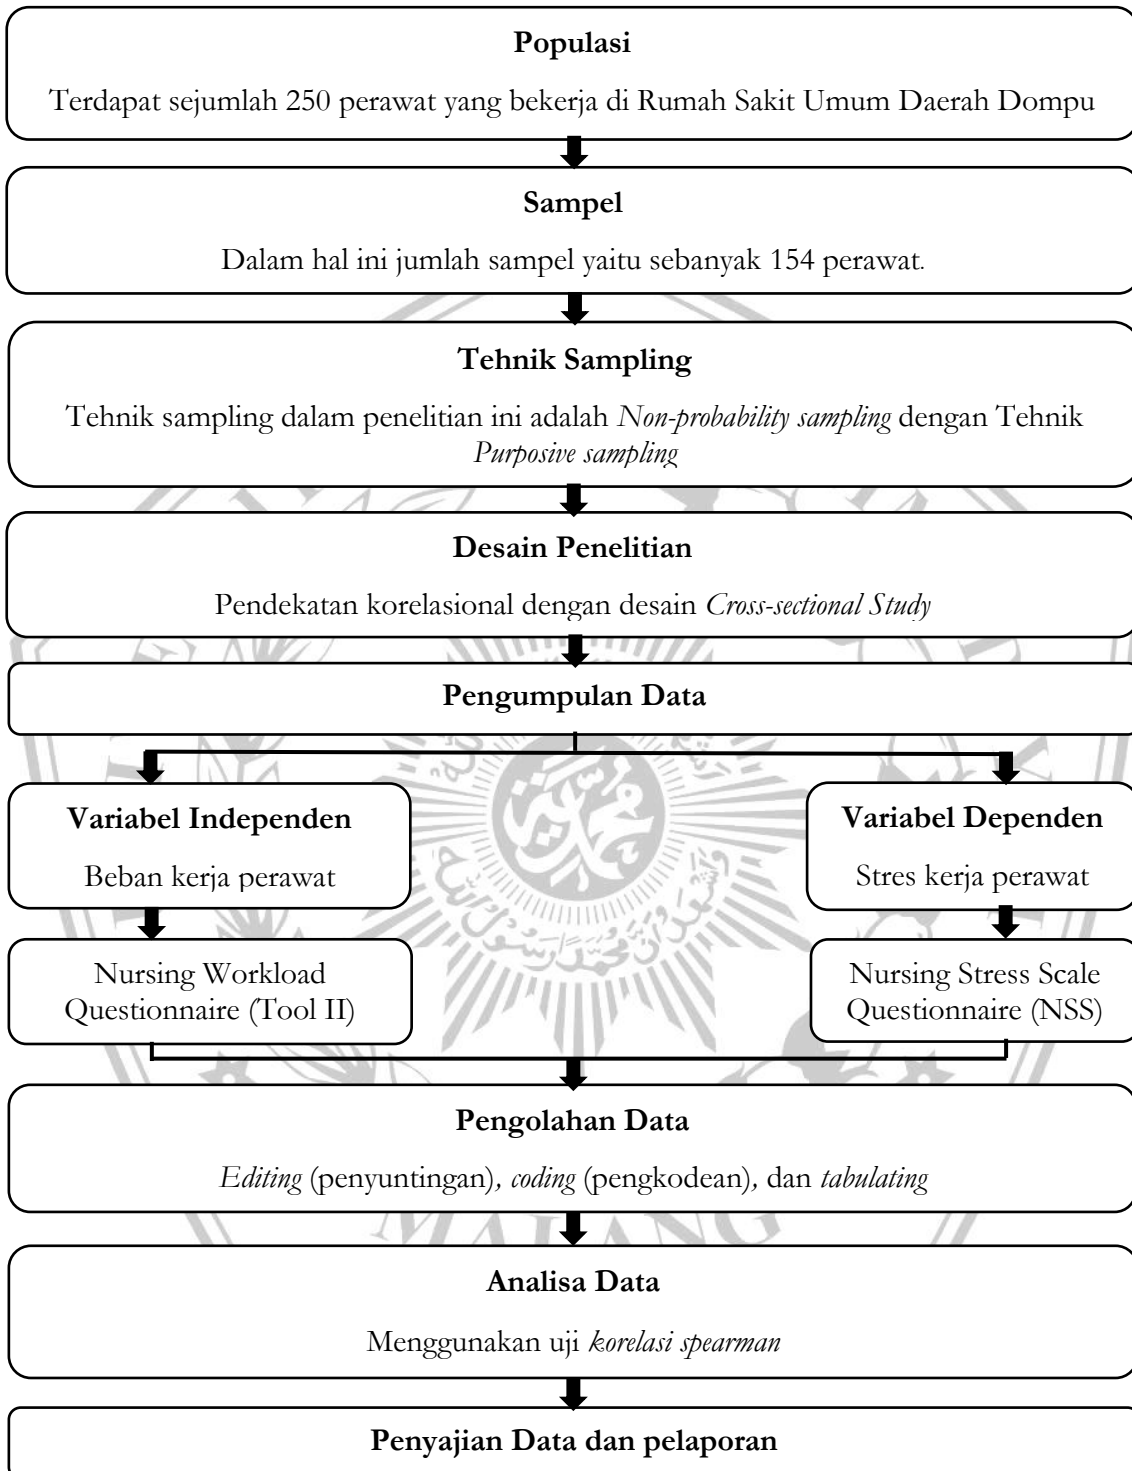 Populasi
Terdapat sejumlah 250 perawat yang bekerja di Rumah Sakit Umum Daerah Dompu
Sampel
Dalam hal ini jumlah sampel yaitu sebanyak 154 perawat.
Tehnik Sampling
Tehnik sampling dalam penelitian ini adalah Non-probability sampling dengan Tehnik
Purposive sampling
Desain Penelitian
Pendekatan korelasional dengan desain Cross-sectional Study
Pengumpulan Data
Variabel Independen
Beban kerja perawat
Variabel Dependen
Stres kerja perawat
Nursing Workload
Questionnaire (Tool II)
Nursing Stress Scale
Questionnaire (NSS)
Pengolahan Data
Editing (penyuntingan), coding (pengkodean), dan tabulating
MALANG
Analisa Data
Menggunakan uji korelasi spearman
Penyajian Data dan pelaporan